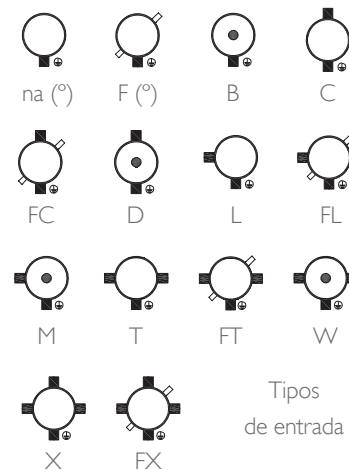 na (º) F (º) B C
FC D L FL
M T FT W
Tipos
de entrada
X FX